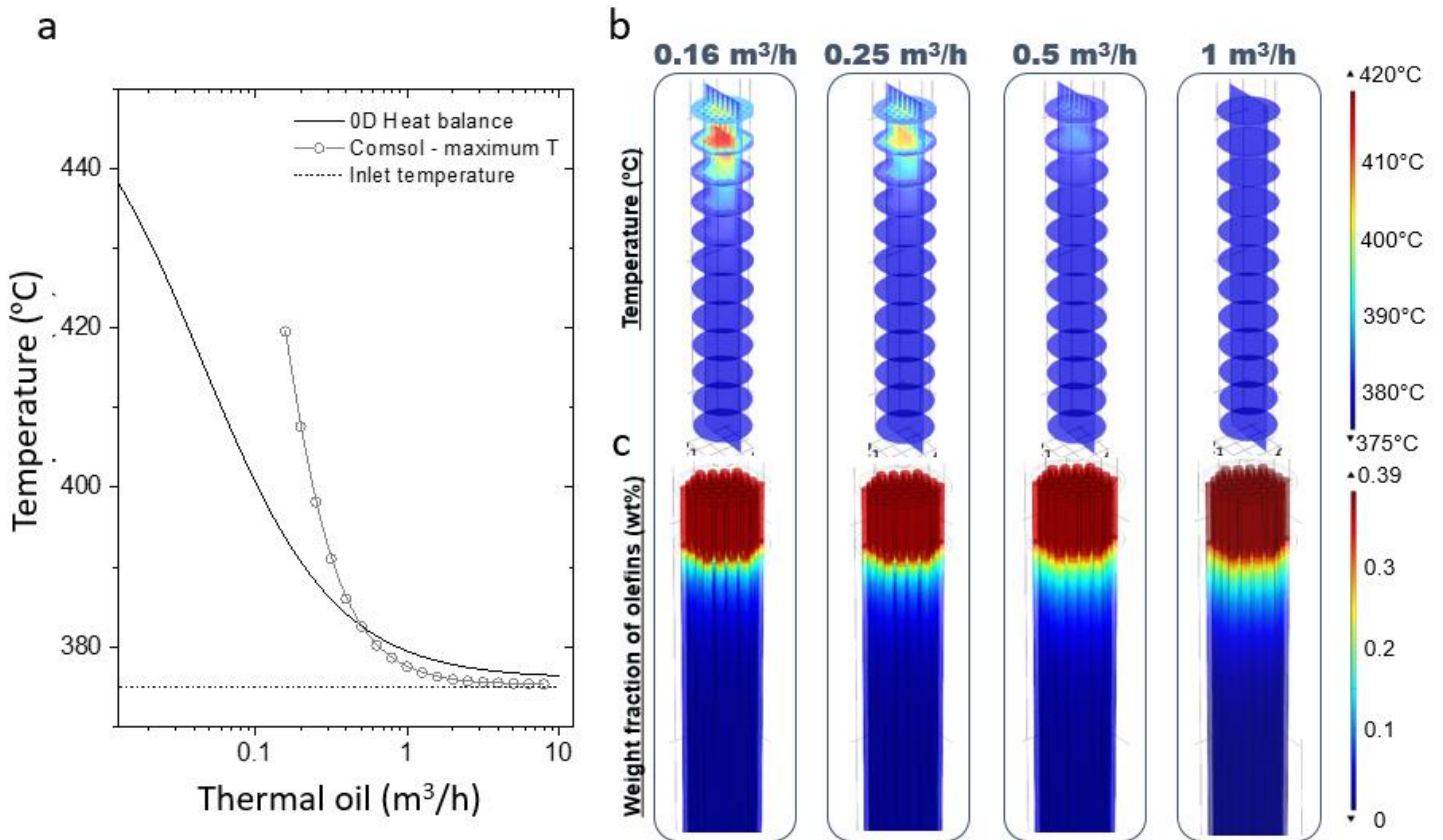 a
0D Heat balance
Comsol - maximum T
Inlet temperature
440
420
400
380
Temperature (ºC)
0.1
1
10
Thermal oil (m³/h)
b
0.16 m³/h
0.25 m³/h
0.5 m³/h
1 m³/h
Temperature (ºC)
420°C
410°C
400°C
390°C
380°C
375°C
c
Weight fraction of olefins (wt%)
0.39
0.3
0.2
0.1
0